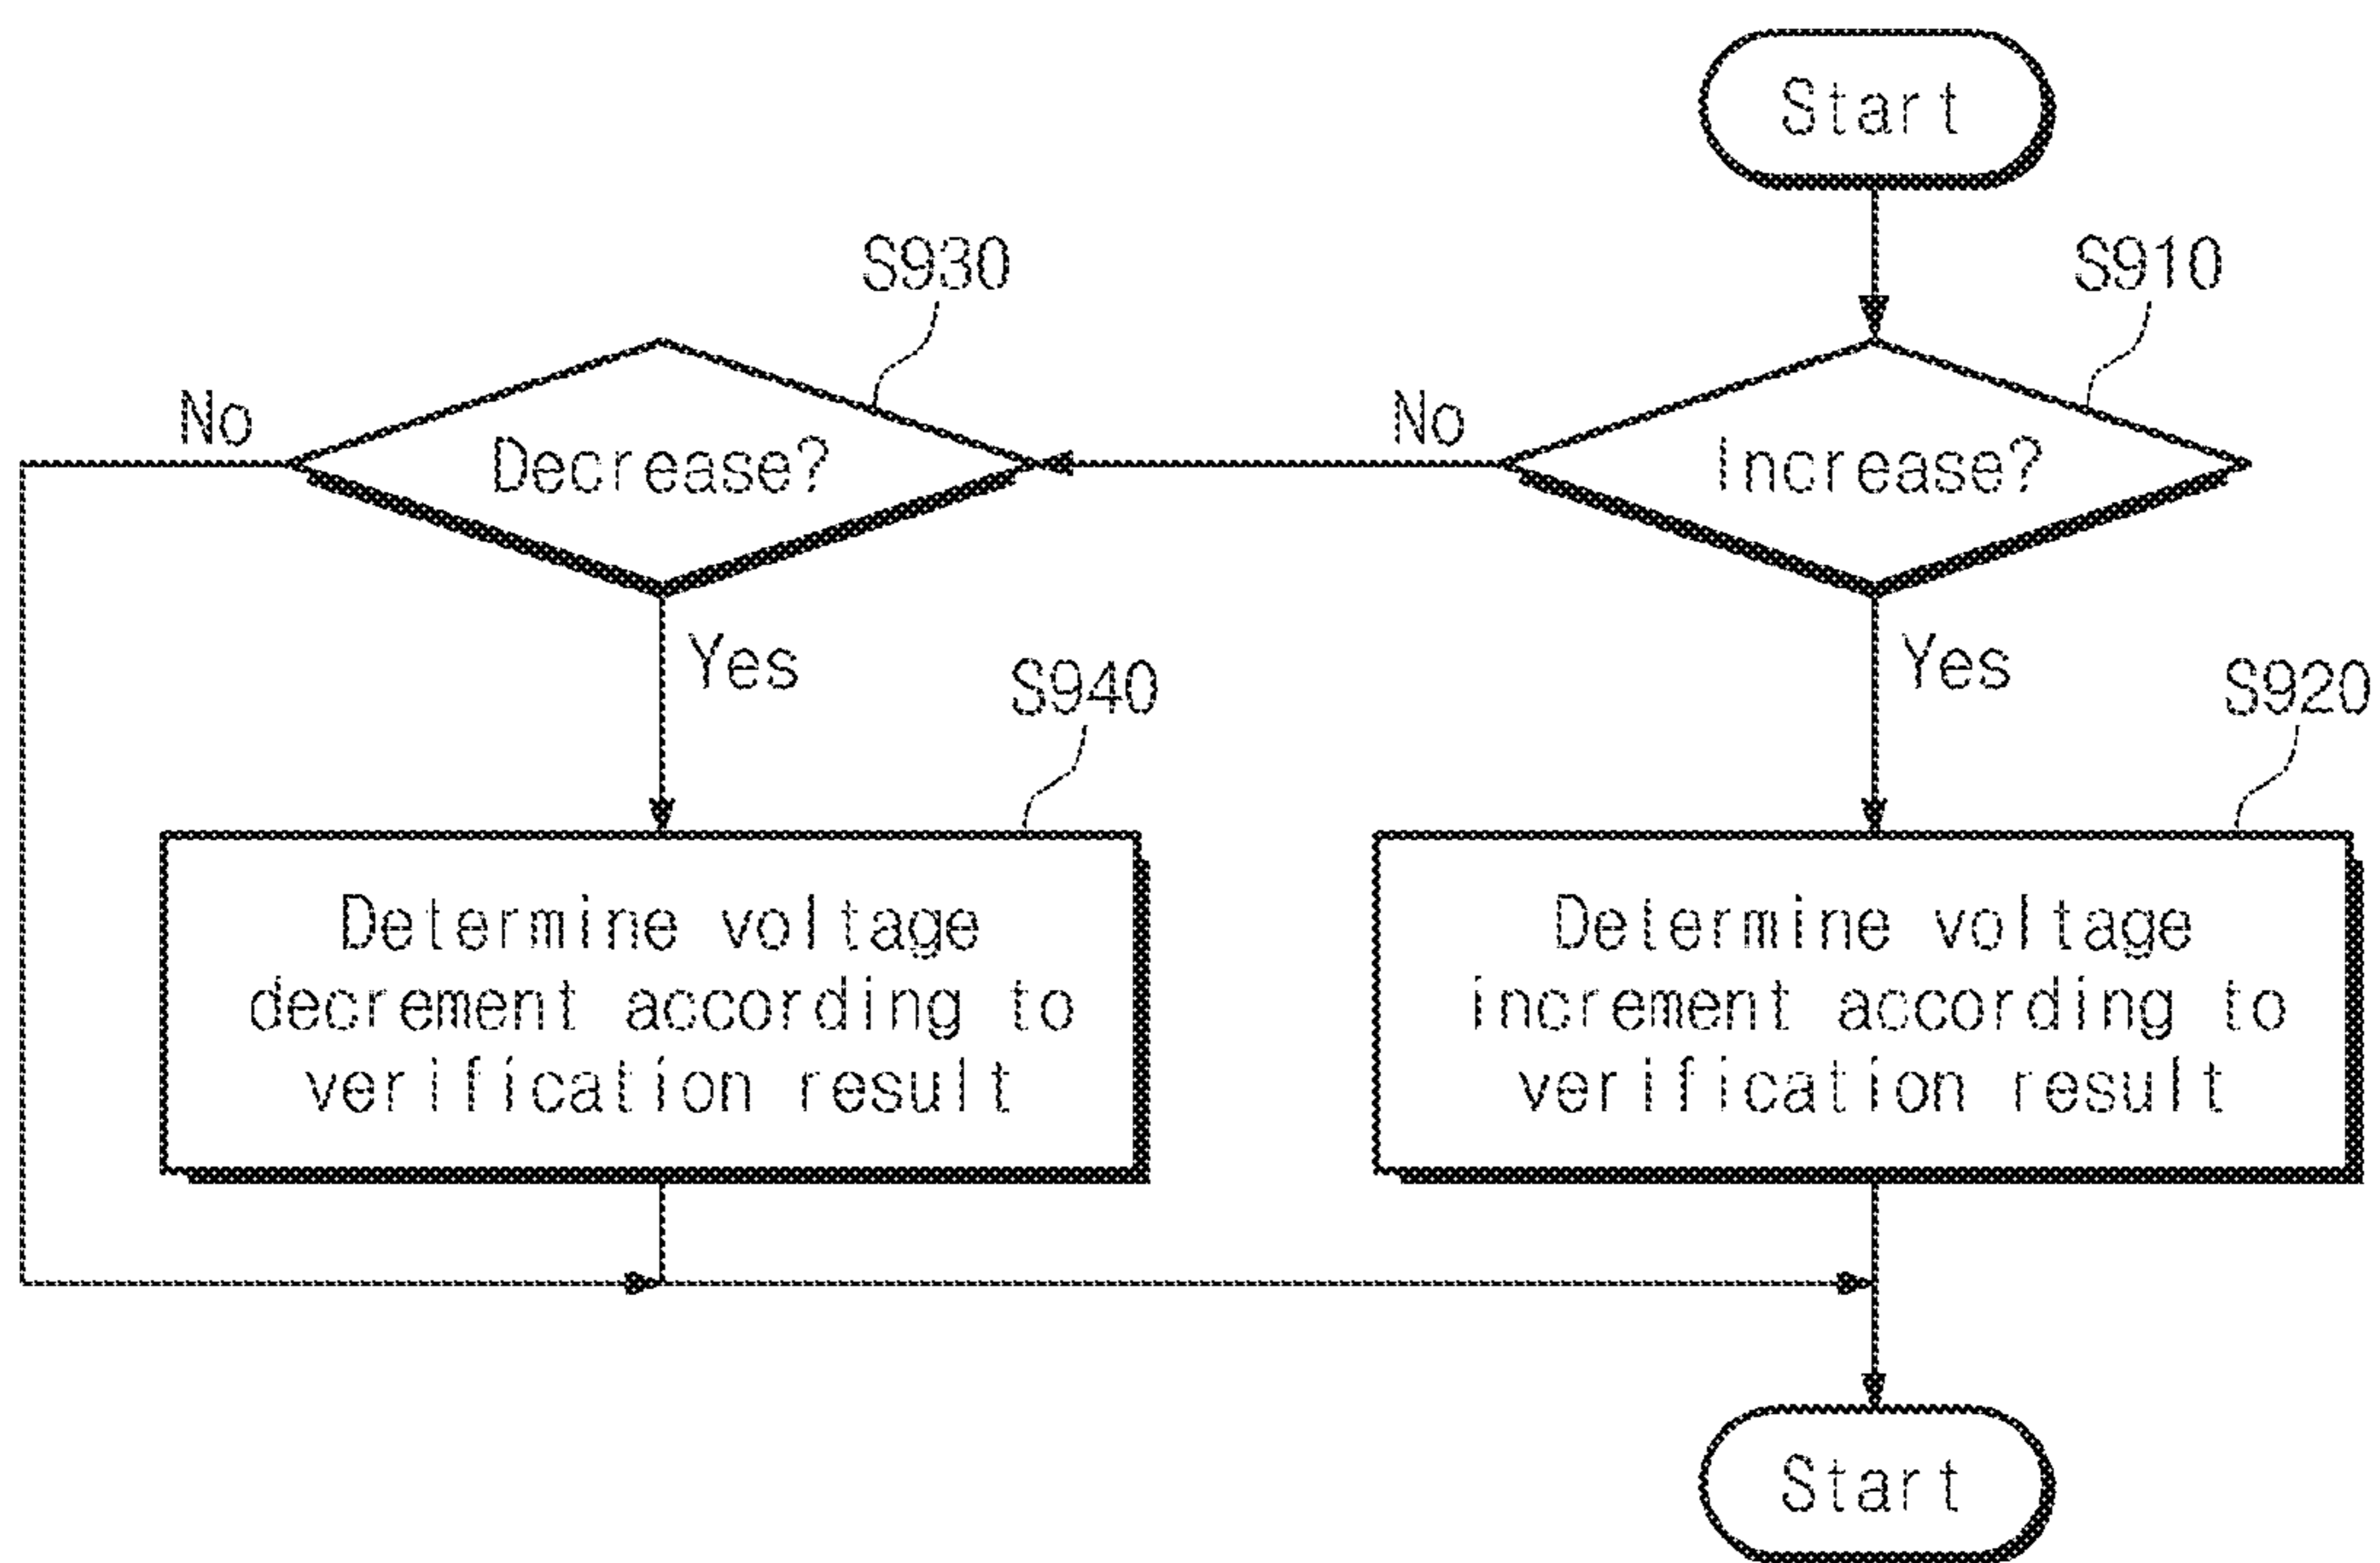 Start
S930
S910
No
Decrease?
No
Increase?
Yes
S940
Yes
S920
Determine voltage
decrement according to
verification result
Determine voltage
increment according to
verification result
Start